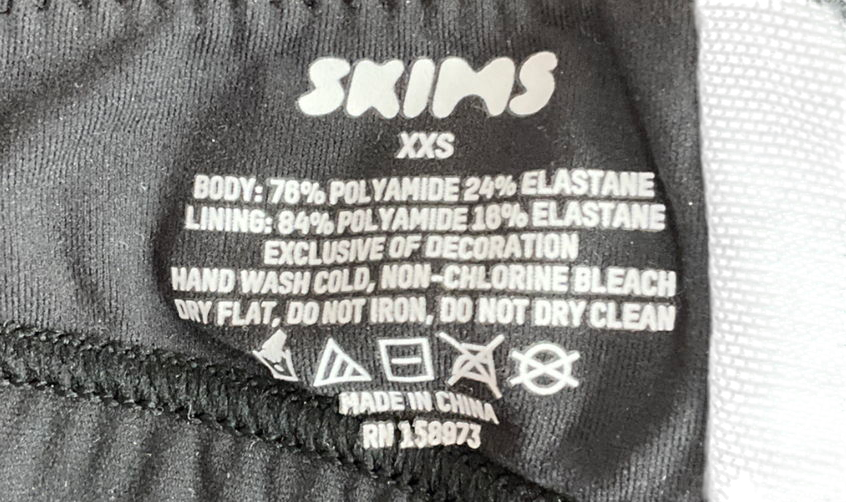 SKIMS
XXS
BODY: 76% POLYAMIDE 24% ELASTANE
LINING: 84% POLYAMIDE 16% ELASTANE
EXCLUSIVE OF DECORATION
HAND WASH COLD, NON-CHLORINE BLEACH
DRY FLAT, DO NOT IRON, DO NOT DRY CLEAN
MADE IN CHINA
RN 158973